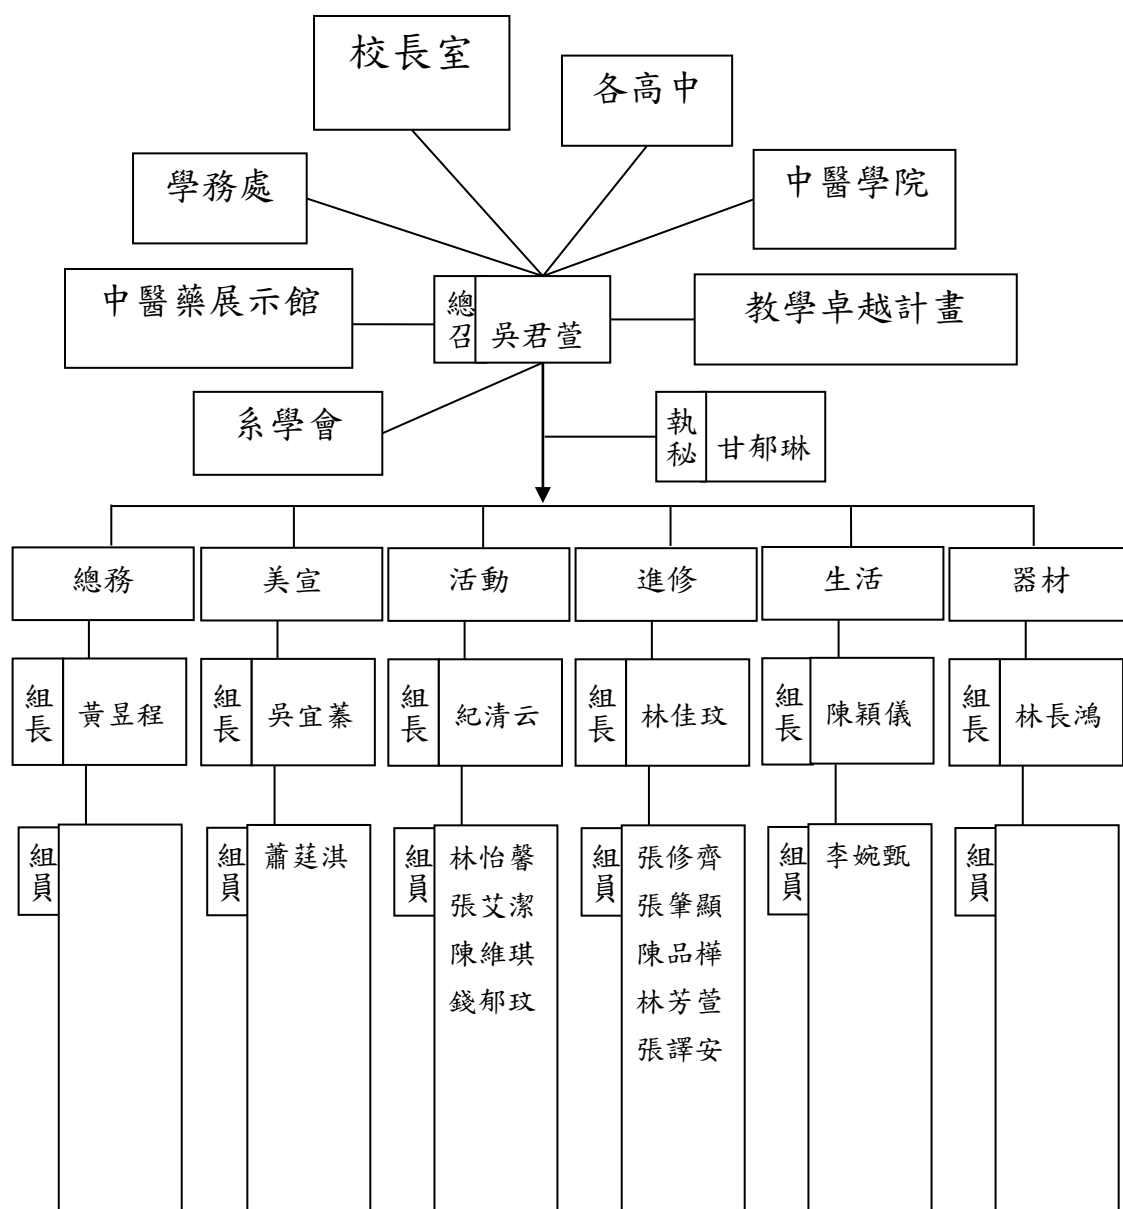 校長室
各高中
學務處
中醫學院
中醫藥展示館
總召
吳君萱
教學卓越計畫
系學會
執秘
甘郁琳
總務
美宣
活動
進修
生活
器材
組長
黃昱程
組長
吳宜蓁
組長
紀清云
組長
林佳玟
組長
陳穎儀
組長
林長鴻
組員
組員
蕭莛淇
組員
林怡馨
張艾潔
陳維琪
錢郁玟
組員
張修齊
張肇顯
陳品樺
林芳萱
張譯安
組員
李婉甄
組員